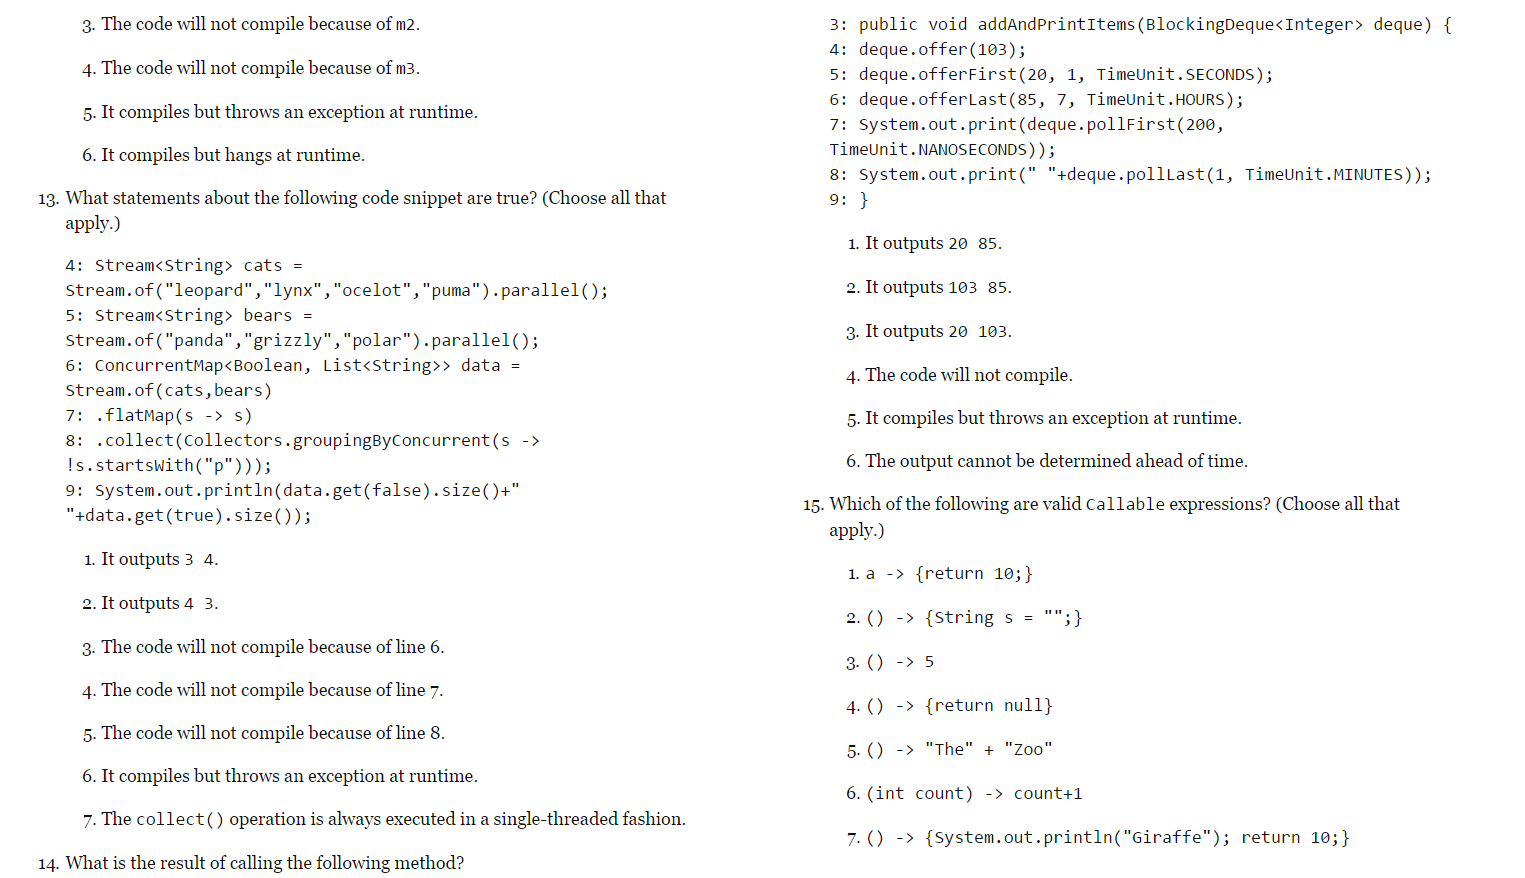 3. The code will not compile because of m2.
4. The code will not compile because of m3.
5. It compiles but throws an exception at runtime.
6. It compiles but hangs at runtime.
13. What statements about the following code snippet are true? (Choose all that
apply.)
4: Stream<String> cats =
Stream.of("leopard","lynx","ocelot","puma").parallel();
5: Stream<String> bears =
Stream.of("panda","grizzly","polar").parallel();
6: ConcurrentMap<Boolean, List<String>> data =
Stream.of(cats,bears)
7: .flatMap(s -> s)
8: .collect(Collectors.groupingByConcurrent(s ->
!s.startsWith("p")));
9: System.out.println(data.get(false).size()+"
"+data.get(true).size());
1. It outputs 3 4.
2. It outputs 4 3.
3. The code will not compile because of line 6.
4. The code will not compile because of line 7.
5. The code will not compile because of line 8.
6. It compiles but throws an exception at runtime.
7. The collect() operation is always executed in a single-threaded fashion.
14. What is the result of calling the following method?
3: public void addAndPrintItems(BlockingDeque<Integer> deque) {
4: deque.offer(103);
5: deque.offerFirst(20, 1, TimeUnit.SECONDS);
6: deque.offerLast(85, 7, TimeUnit.HOURS);
7: System.out.print(deque.pollFirst(200,
TimeUnit.NANOSECONDS));
8: System.out.print(" "+deque.pollLast(1, TimeUnit.MINUTES));
9: }
1. It outputs 20 85.
2. It outputs 103 85.
3. It outputs 20 103.
4. The code will not compile.
5. It compiles but throws an exception at runtime.
6. The output cannot be determined ahead of time.
15. Which of the following are valid Callable expressions? (Choose all that
apply.)
1. a -> {return 10;}
2. () -> {String s = "";}
3. () -> 5
4. () -> {return null}
5. () -> "The" + "Zoo"
6. (int count) -> count+1
7. () -> {System.out.println("Giraffe"); return 10;}